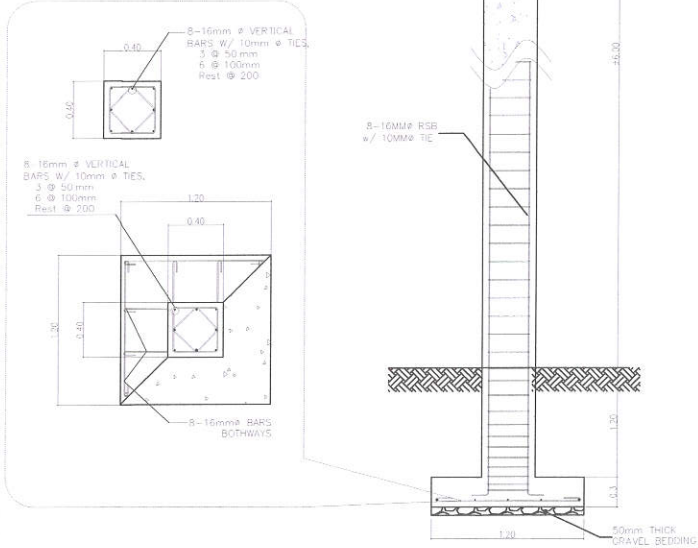 8-16mm ø VERTICAL
BARS W/ 10mm ø TIES,
3 @ 50mm
6 @ 100mm
Rest @ 200
0.40
0.40
8-16mm ø VERTICAL
BARS W/ 10mm ø TIES,
3 @ 50mm
6 @ 100mm
Rest @ 200
1.20
0.40
1.20
0.40
8-16mmø BARS
BOTHWAYS
8-16MMø RSB
w/ 10MMø TIE
±6.00
1.20
0.3
1.20
50mm THICK
GRAVEL BEDDING